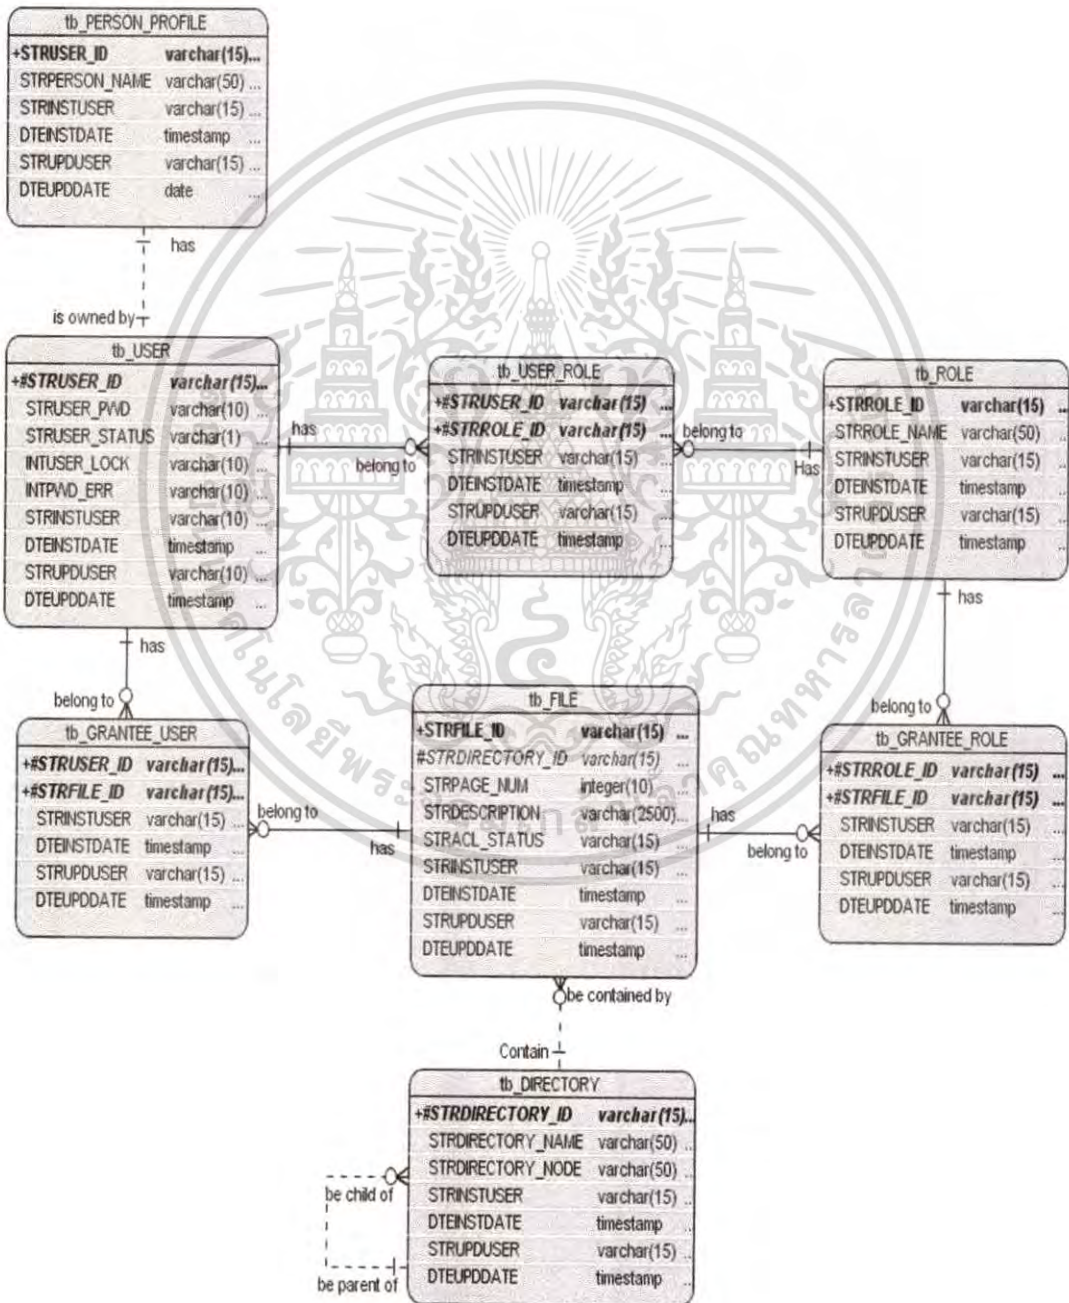 tb_PERSON_PROFILE
+STRUSER_ID varchar(15)...
STRPERSON_NAME varchar(50) ...
STRINSTUSER varchar(15) ...
DTEINSTDATE timestamp ...
STRUPDUSER varchar(15) ...
DTEUPDDATE date ...
has
is owned by
tb_USER
+#STRUSER_ID varchar(15)...
STRUSER_PWD varchar(10) ...
STRUSER_STATUS varchar(1) ...
INTUSER_LOCK varchar(10) ...
INTPWD_ERR varchar(10) ...
STRINSTUSER varchar(10) ...
DTEINSTDATE timestamp ...
STRUPDUSER varchar(10) ...
DTEUPDDATE timestamp ...
has
belong to
tb_USER_ROLE
+#STRUSER_ID varchar(15) ...
+#STRROLE_ID varchar(15) ...
STRINSTUSER varchar(15) ...
DTEINSTDATE timestamp ...
STRUPDUSER varchar(15) ...
DTEUPDDATE timestamp ...
belong to
Has
tb_ROLE
+STRROLE_ID varchar(15) ...
STRROLE_NAME varchar(50) ...
STRINSTUSER varchar(15) ...
DTEINSTDATE timestamp ...
STRUPDUSER varchar(15) ...
DTEUPDDATE timestamp ...
has
belong to
has
belong to
tb_GRANTEE_USER
+#STRUSER_ID varchar(15)...
+#STRFILE_ID varchar(15)...
STRINSTUSER varchar(15) ...
DTEINSTDATE timestamp ...
STRUPDUSER varchar(15) ...
DTEUPDDATE timestamp ...
belong to
has
tb_FILE
+STRFILE_ID varchar(15) ...
#STRDIRECTORY_ID varchar(15) ...
STRPAGE_NUM integer(10) ...
STRDESCRIPTION varchar(2500)...
STRACL_STATUS varchar(15) ...
STRINSTUSER varchar(15) ...
DTEINSTDATE timestamp ...
STRUPDUSER varchar(15) ...
DTEUPDDATE timestamp ...
has
belong to
tb_GRANTEE_ROLE
+#STRROLE_ID varchar(15) ...
+#STRFILE_ID varchar(15) ...
STRINSTUSER varchar(15) ...
DTEINSTDATE timestamp ...
STRUPDUSER varchar(15) ...
DTEUPDDATE timestamp ...
be contained by
Contain
tb_DIRECTORY
+#STRDIRECTORY_ID varchar(15)...
STRDIRECTORY_NAME varchar(50) ...
STRDIRECTORY_NODE varchar(50) ...
STRINSTUSER varchar(15) ...
DTEINSTDATE timestamp ...
STRUPDUSER varchar(15) ...
DTEUPDDATE timestamp ...
be child of
be parent of